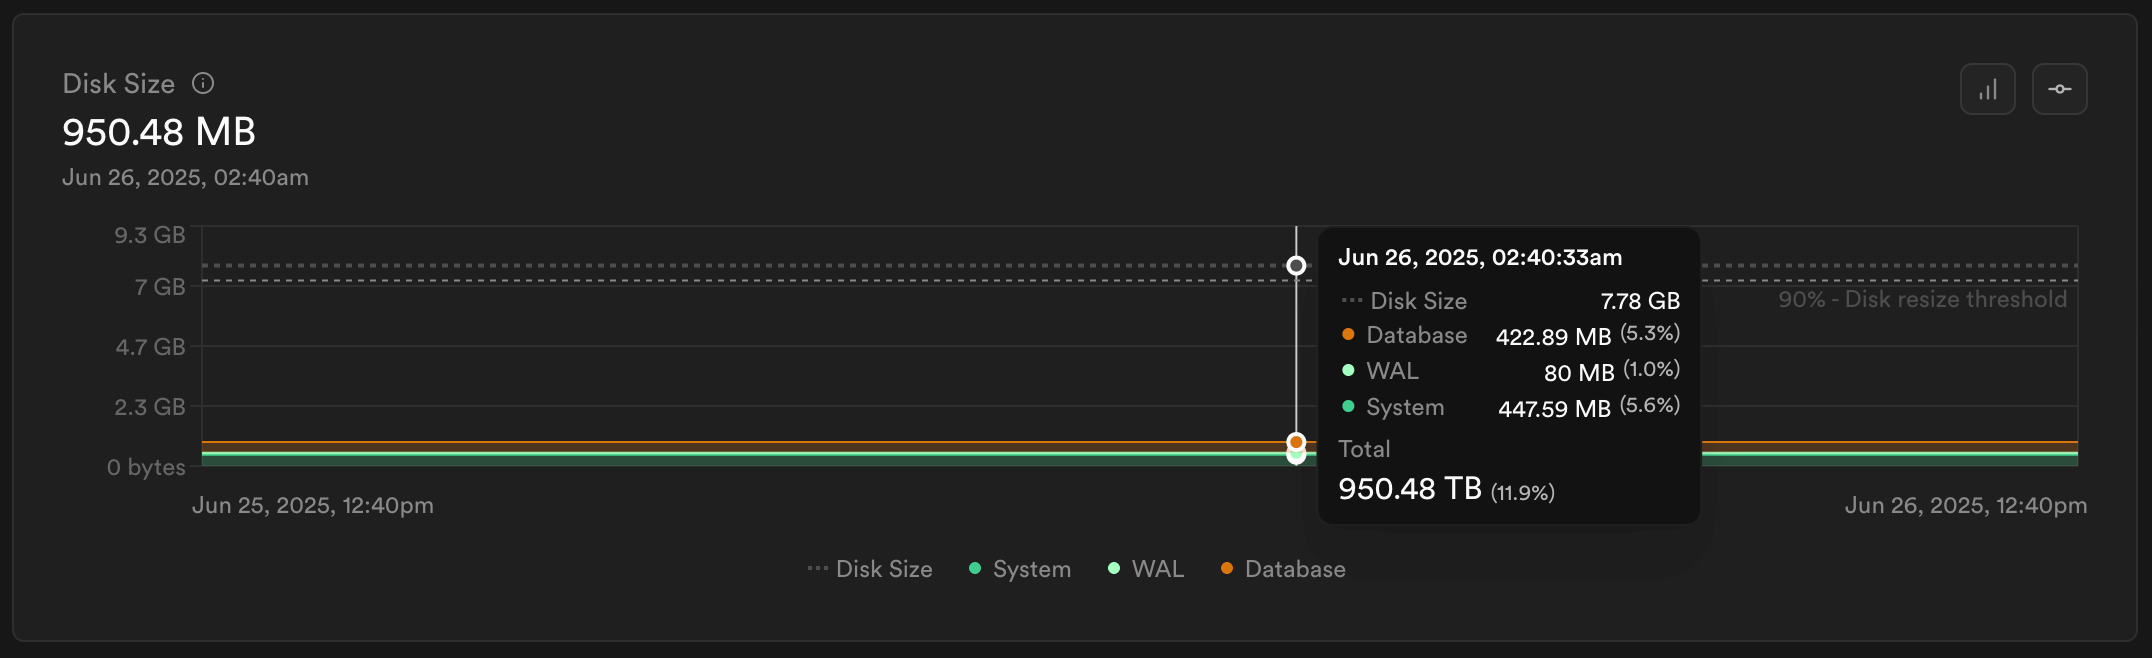 Disk Size
950.48 MB
Jun 26, 2025, 02:40am
9.3 GB
7 GB
4.7 GB
2.3 GB
0 bytes
90% - Disk resize threshold
Jun 26, 2025, 02:40:33am
Disk Size 7.78 GB
Database 422.89 MB (5.3%)
WAL 80 MB (1.0%)
System 447.59 MB (5.6%)
Total
950.48 TB (11.9%)
Jun 25, 2025, 12:40pm
Jun 26, 2025, 12:40pm
Disk Size System WAL Database